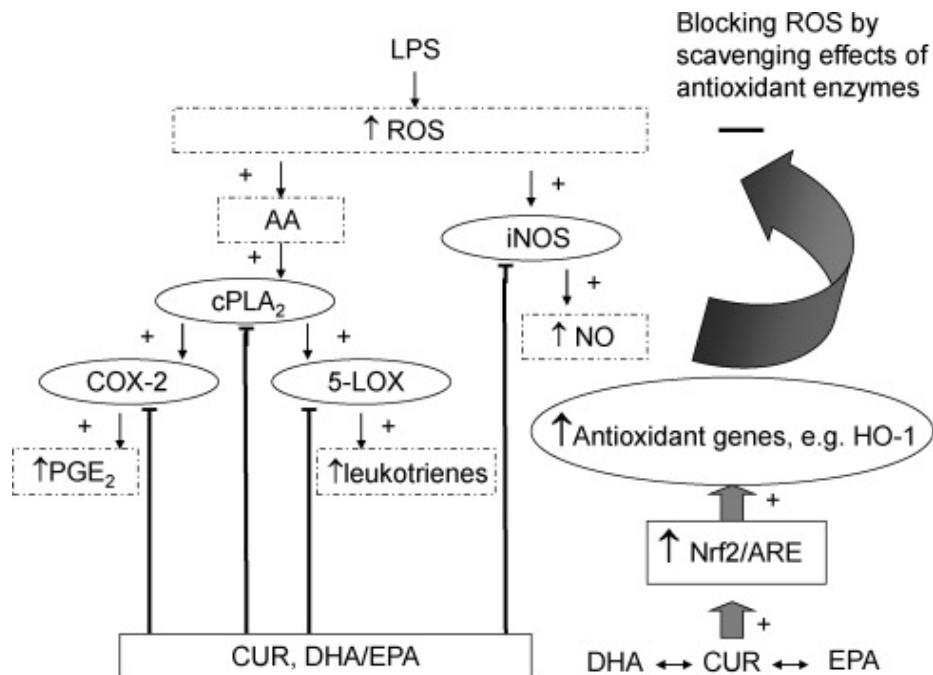 LPS
↑ ROS
+
+
AA
+
iNOS
cPLA₂
+
+
+
↑ NO
COX-2
5-LOX
+
+
↑PGE₂
↑leukotrienes
CUR, DHA/EPA
Blocking ROS by
scavenging effects of
antioxidant enzymes
↑Antioxidant genes, e.g. HO-1
+
↑ Nrf2/ARE
+
DHA ↔ CUR ↔ EPA